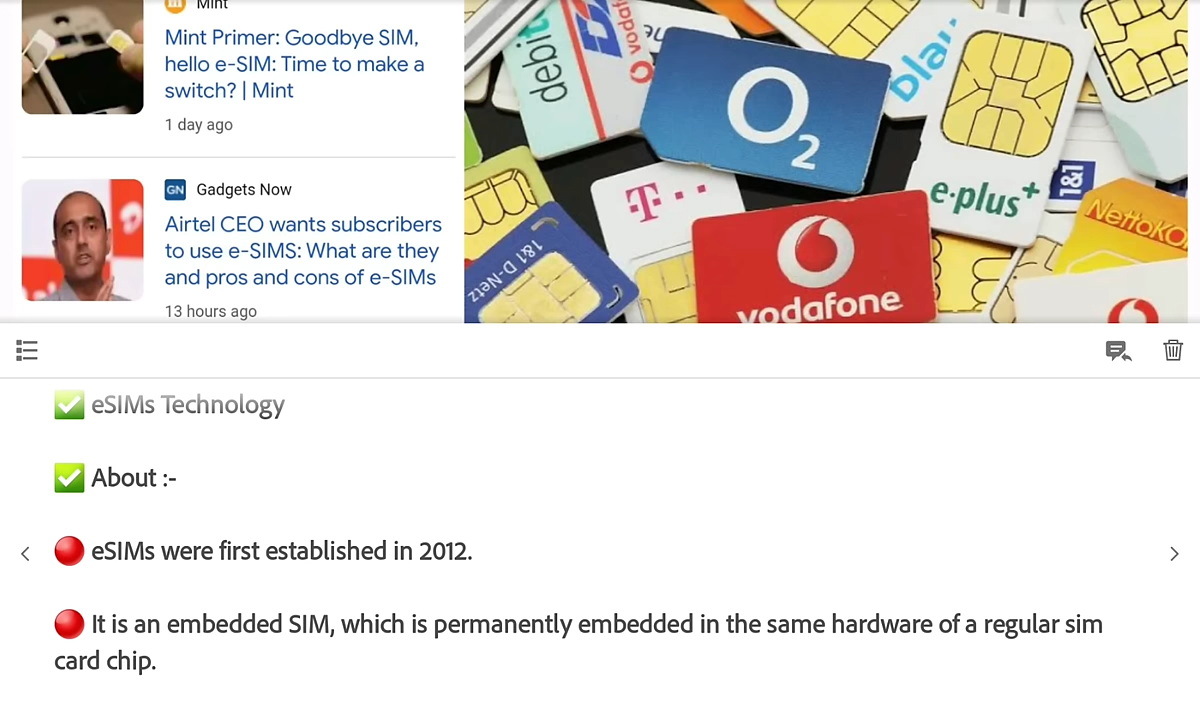 Mint
Mint Primer: Goodbye SIM,
hello e-SIM: Time to make a
switch? | Mint
1 day ago
GN Gadgets Now
Airtel CEO wants subscribers
to use e-SIMS: What are they
and pros and cons of e-SIMs
13 hours ago
debit
vodaf
O2
blau
T
e·plus+
1&1
NettoKO
1&1 D-Netz
vodafone
✅ eSIMs Technology
✅ About :-
🔴 eSIMs were first established in 2012.
🔴 It is an embedded SIM, which is permanently embedded in the same hardware of a regular sim
card chip.